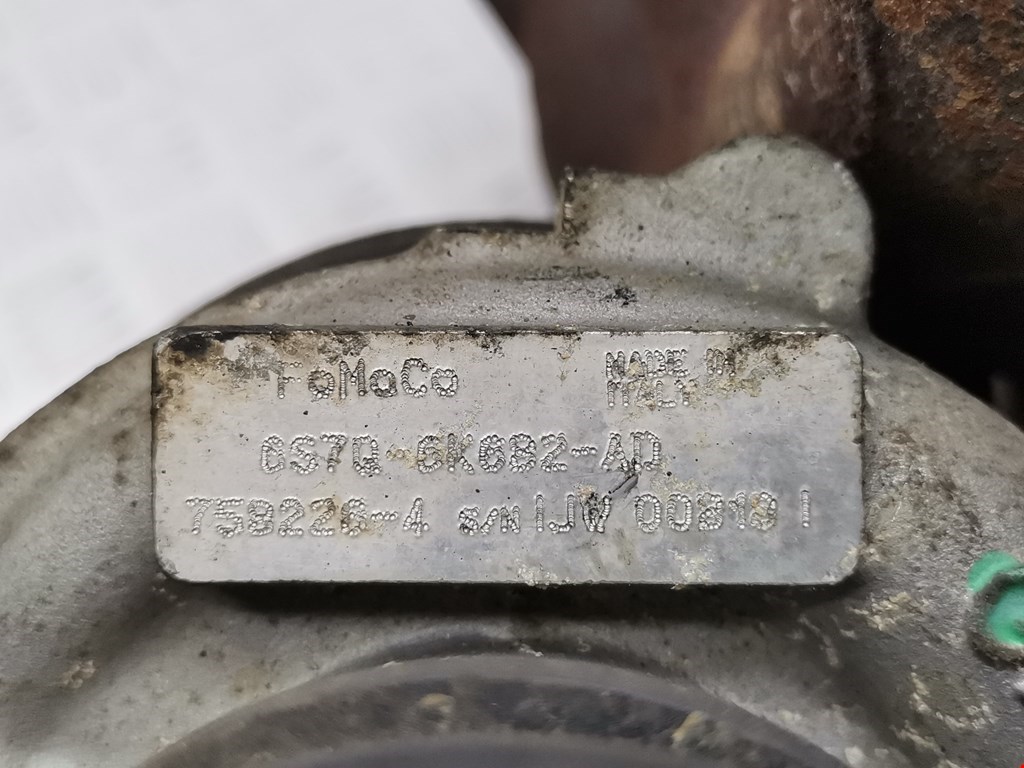 FoMoCo
MADE IN
ITALY
6S7Q-6K682-AD
758226-4 S/N IJW 00819 I